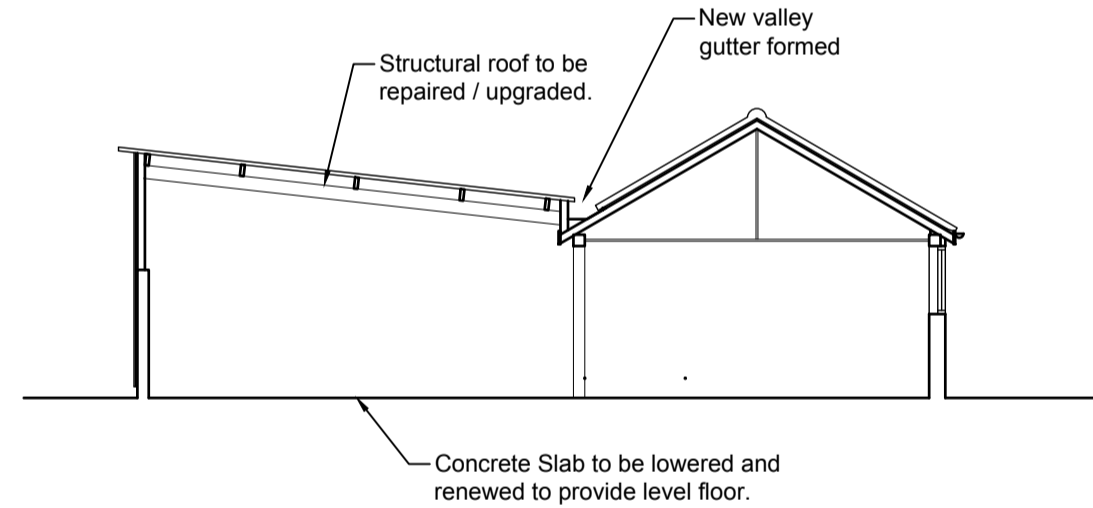 New valley
gutter formed
Structural roof to be
repaired / upgraded.
Concrete Slab to be lowered and
renewed to provide level floor.